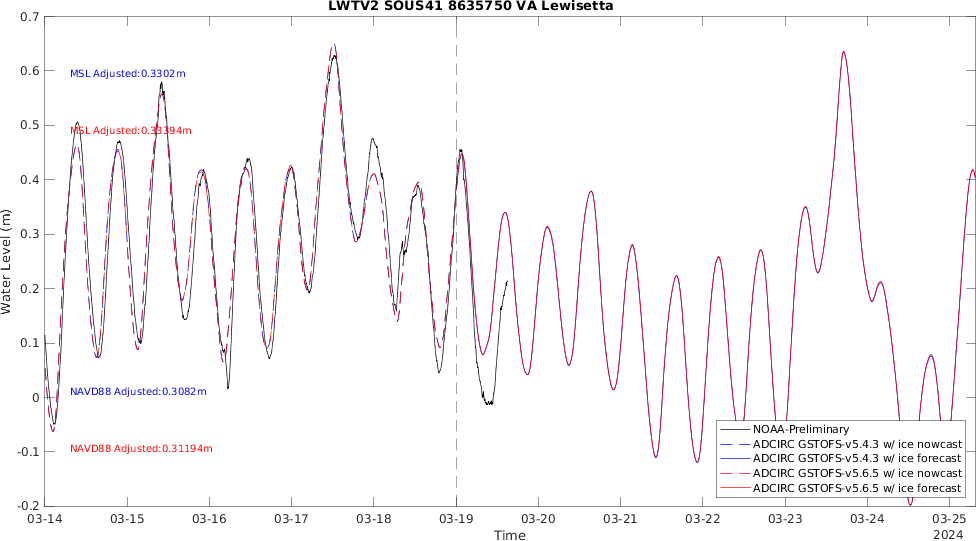 LWTV2 SOUS41 8635750 VA Lewisetta
0.7
0.6
0.5
0.4
0.3
0.2
0.1
0
-0.1
-0.2
Water Level (m)
MSL Adjusted:0.3302m
MSL Adjusted:0.33394m
NAVD88 Adjusted:0.3082m
NAVD88 Adjusted:0.31194m
NOAA-Preliminary
ADCIRC GSTOFS-v5.4.3 w/ ice nowcast
ADCIRC GSTOFS-v5.4.3 w/ ice forecast
ADCIRC GSTOFS-v5.6.5 w/ ice nowcast
ADCIRC GSTOFS-v5.6.5 w/ ice forecast
03-14 03-15 03-16 03-17 03-18 03-19 03-20 03-21 03-22 03-23 03-24 03-25
Time
2024